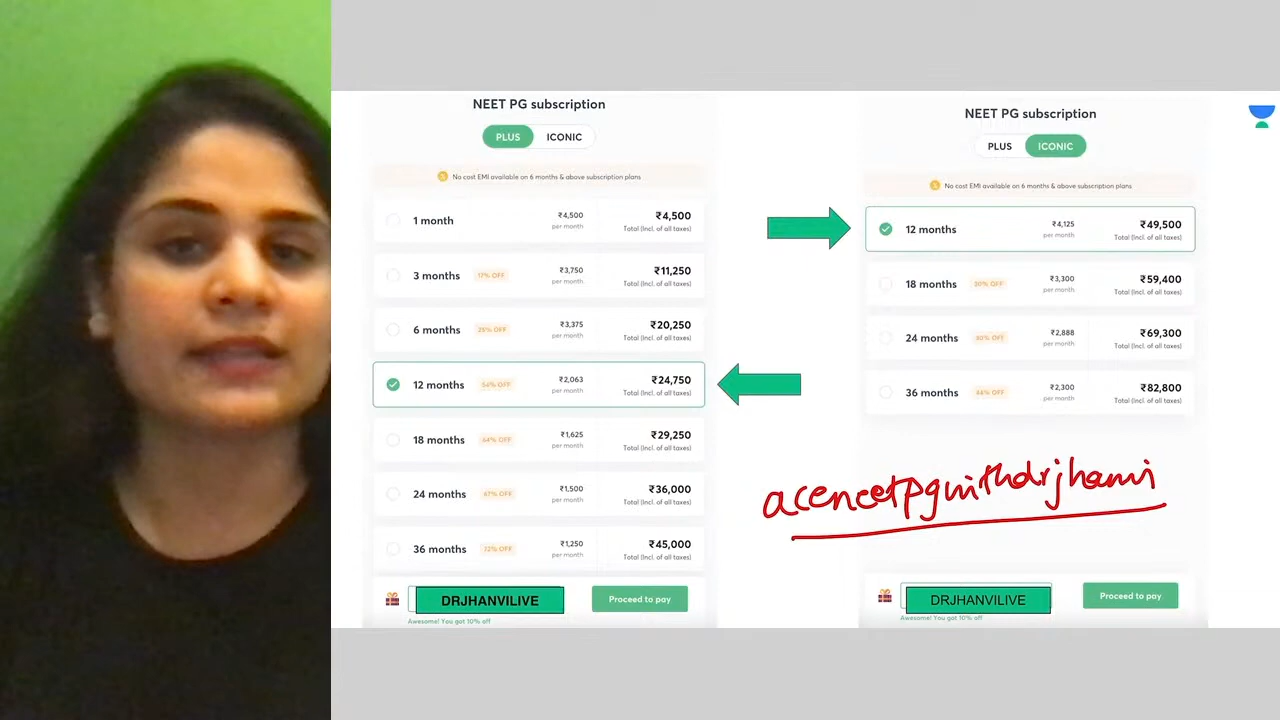 NEET PG subscription
PLUS ICONIC
No cost EMI available on 6 months & above subscription plans
1 month ₹4,500 per month ₹4,500 Total (Incl. of all taxes)
3 months 17% OFF ₹3,750 per month ₹11,250 Total (Incl. of all taxes)
6 months 25% OFF ₹3,375 per month ₹20,250 Total (Incl. of all taxes)
12 months 54% OFF ₹2,063 per month ₹24,750 Total (Incl. of all taxes)
18 months 64% OFF ₹1,625 per month ₹29,250 Total (Incl. of all taxes)
24 months 67% OFF ₹1,500 per month ₹36,000 Total (Incl. of all taxes)
36 months 72% OFF ₹1,250 per month ₹45,000 Total (Incl. of all taxes)
DRJHANVILIVE Proceed to pay
Awesome! You got 10% off
NEET PG subscription
PLUS ICONIC
No cost EMI available on 6 months & above subscription plans
12 months ₹4,125 per month ₹49,500 Total (Incl. of all taxes)
18 months 20% OFF ₹3,300 per month ₹59,400 Total (Incl. of all taxes)
24 months 30% OFF ₹2,888 per month ₹69,300 Total (Incl. of all taxes)
36 months 44% OFF ₹2,300 per month ₹82,800 Total (Incl. of all taxes)
aceneetpgwithdrjhanvi
DRJHANVILIVE Proceed to pay
Awesome! You got 10% off